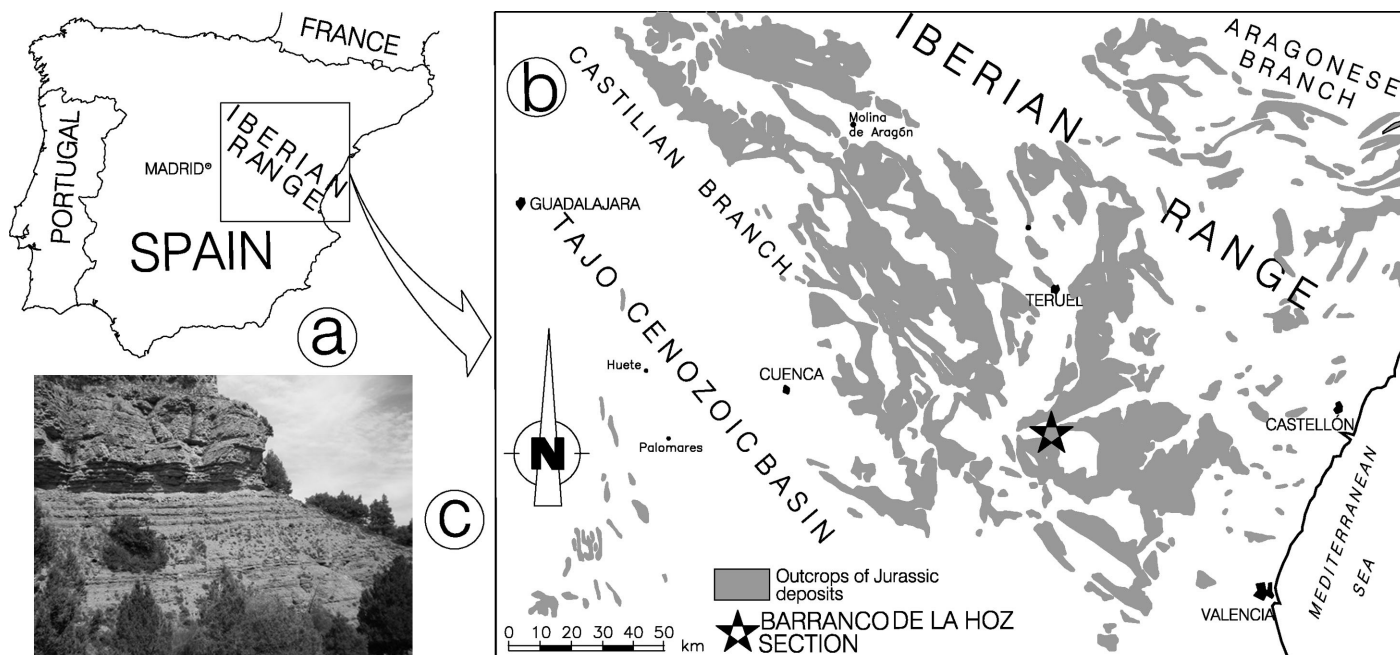 FRANCE
PORTUGAL
MADRID
IBERIAN
RANGE
SPAIN
a
b
IBERIAN
RANGE
ARAGONESE
BRANCH
CASTILIAN BRANCH
Molina
de Aragón
GUADALAJARA
TAJO CENOZOIC BASIN
TERUEL
Huete
CUENCA
Palomares
CASTELLÓN
N
MEDITERRANEAN
SEA
VALENCIA
c
Outcrops of Jurassic
deposits
BARRANCO DE LA HOZ
SECTION
0 10 20 30 40 50
km